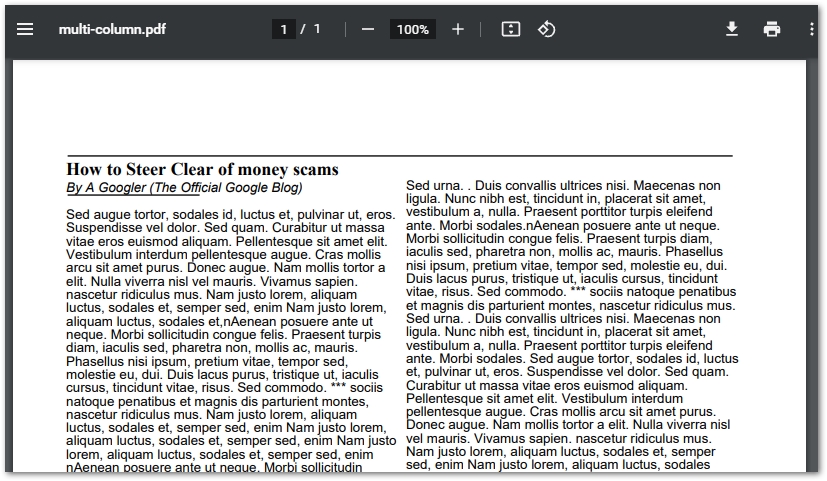 multi-column.pdf
1 / 1
100%
How to Steer Clear of money scams
By A Googler (The Official Google Blog)
Sed augue tortor, sodales id, luctus et, pulvinar ut, eros.
Suspendisse vel dolor. Sed quam. Curabitur ut massa
vitae eros euismod aliquam. Pellentesque sit amet elit.
Vestibulum interdum pellentesque augue. Cras mollis
arcu sit amet purus. Donec augue. Nam mollis tortor a
elit. Nulla viverra nisl vel mauris. Vivamus sapien.
nascetur ridiculus mus. Nam justo lorem, aliquam
luctus, sodales et, semper sed, enim Nam justo lorem,
aliquam luctus, sodales et,nAenean posuere ante ut
neque. Morbi sollicitudin congue felis. Praesent turpis
diam, iaculis sed, pharetra non, mollis ac, mauris.
Phasellus nisi ipsum, pretium vitae, tempor sed,
molestie eu, dui. Duis lacus purus, tristique ut, iaculis
cursus, tincidunt vitae, risus. Sed commodo. *** sociis
natoque penatibus et magnis dis parturient montes,
nascetur ridiculus mus. Nam justo lorem, aliquam
luctus, sodales et, semper sed, enim Nam justo lorem,
aliquam luctus, sodales et, semper sed, enim Nam justo
lorem, aliquam luctus, sodales et, semper sed, enim
nAenean posuere ante ut neque. Morbi sollicitudin
Sed urna. . Duis convallis ultrices nisi. Maecenas non
ligula. Nunc nibh est, tincidunt in, placerat sit amet,
vestibulum a, nulla. Praesent porttitor turpis eleifend
ante. Morbi sodales.nAenean posuere ante ut neque.
Morbi sollicitudin congue felis. Praesent turpis diam,
iaculis sed, pharetra non, mollis ac, mauris. Phasellus
nisi ipsum, pretium vitae, tempor sed, molestie eu, dui.
Duis lacus purus, tristique ut, iaculis cursus, tincidunt
vitae, risus. Sed commodo. *** sociis natoque penatibus
et magnis dis parturient montes, nascetur ridiculus mus.
Sed urna. . Duis convallis ultrices nisi. Maecenas non
ligula. Nunc nibh est, tincidunt in, placerat sit amet,
vestibulum a, nulla. Praesent porttitor turpis eleifend
ante. Morbi sodales. Sed augue tortor, sodales id, luctus
et, pulvinar ut, eros. Suspendisse vel dolor. Sed quam.
Curabitur ut massa vitae eros euismod aliquam.
Pellentesque sit amet elit. Vestibulum interdum
pellentesque augue. Cras mollis arcu sit amet purus.
Donec augue. Nam mollis tortor a elit. Nulla viverra nisl
vel mauris. Vivamus sapien. nascetur ridiculus mus.
Nam justo lorem, aliquam luctus, sodales et, semper
sed, enim Nam justo lorem, aliquam luctus, sodales